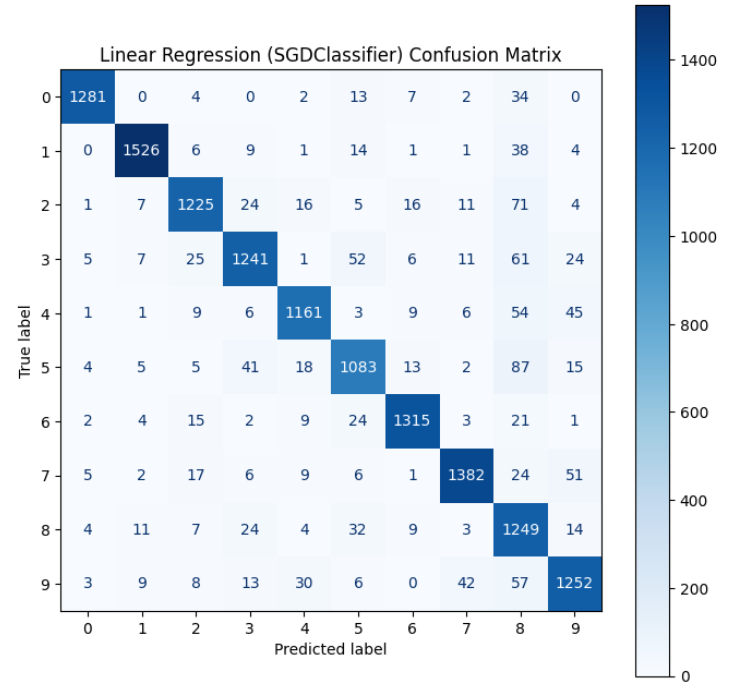 Linear Regression (SGDClassifier) Confusion Matrix
0 1281 0 4 0 2 13 7 2 34 0
1 0 1526 6 9 1 14 1 1 38 4
2 1 7 1225 24 16 5 16 11 71 4
3 5 7 25 1241 1 52 6 11 61 24
4 1 1 9 6 1161 3 9 6 54 45
5 4 5 5 41 18 1083 13 2 87 15
6 2 4 15 2 9 24 1315 3 21 1
7 5 2 17 6 9 6 1 1382 24 51
8 4 11 7 24 4 32 9 3 1249 14
9 3 9 8 13 30 6 0 42 57 1252
0 1 2 3 4 5 6 7 8 9
True label
Predicted label
1400
1200
1000
800
600
400
200
0